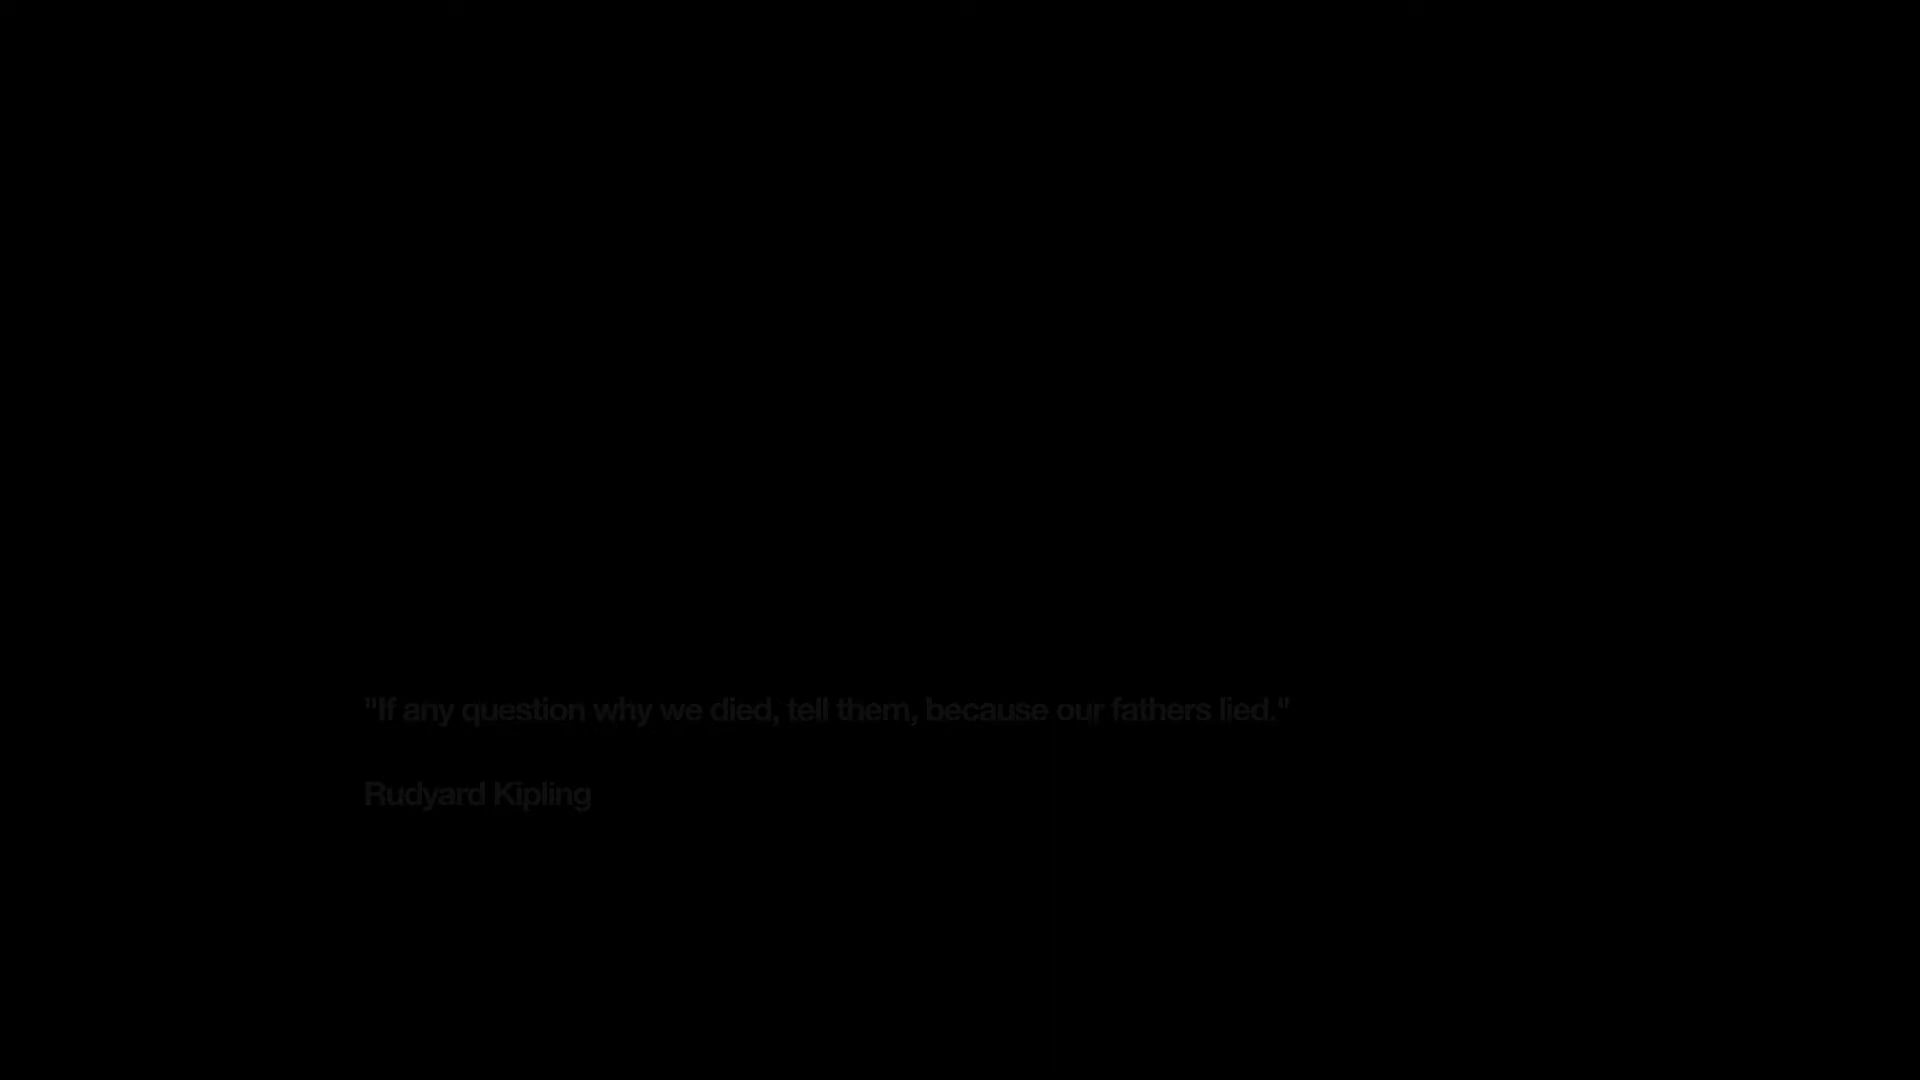 "If any question why we died, tell them, because our fathers lied."
Rudyard Kipling